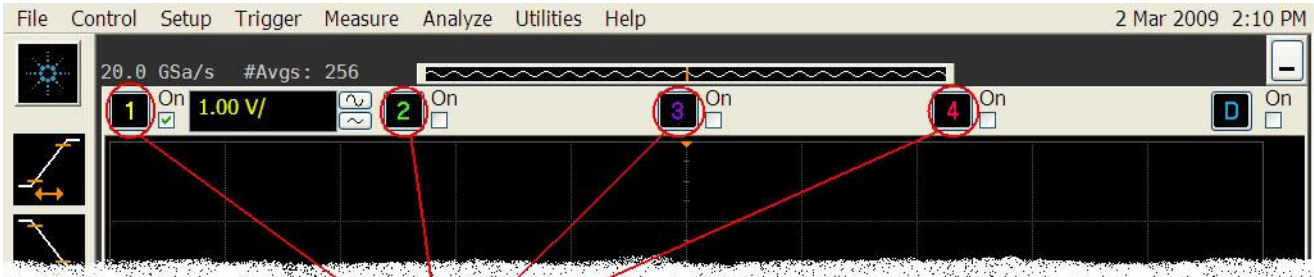 File Control Setup Trigger Measure Analyze Utilities Help 2 Mar 2009 2:10 PM
20.0 GSa/s #Avgs: 256
1 On 1.00 V/ 2 On 3 On 4 On D On